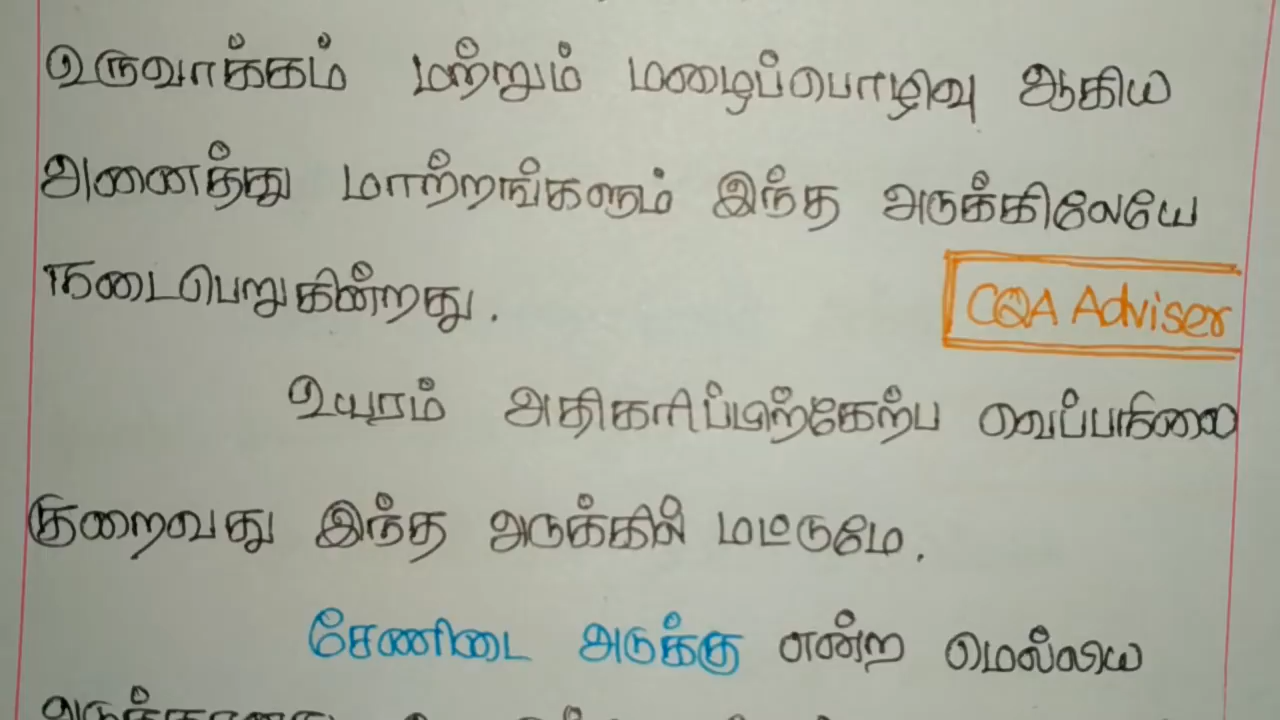 உருவாக்கம் மற்றும் மழைப்பொழிவு ஆகிய
அனைத்து மாற்றங்களும் இந்த அடுக்கிலேயே
நடைபெறுகின்றது.
CQA Adviser
உயரம் அதிகரிப்பிற்கேற்ப வெப்பநிலை
குறைவது இந்த அடுக்கில் மட்டுமே.
சேணிடை அடுக்கு என்ற மெல்லிய